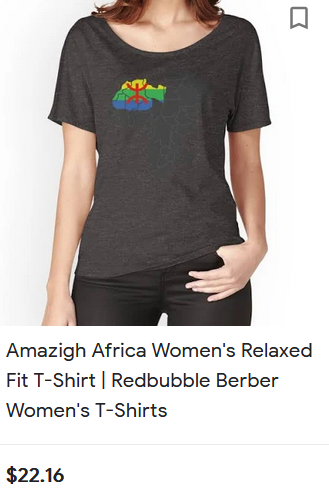 Amazigh Africa Women's Relaxed
Fit T-Shirt | Redbubble Berber
Women's T-Shirts
$22.16